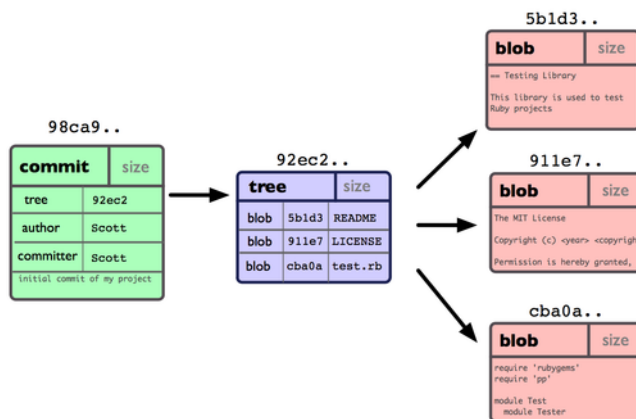 98ca9..
commit size
tree 92ec2
author Scott
committer Scott
initial commit of my project
92ec2..
tree size
blob 5b1d3 README
blob 911e7 LICENSE
blob cba0a test.rb
5b1d3..
blob size
== Testing Library
This library is used to test
Ruby projects
911e7..
blob size
The MIT License
Copyright (c) <year> <copyrigh
Permission is hereby granted,
cba0a..
blob size
require 'rubygems'
require 'pp'
module Test
module Tester